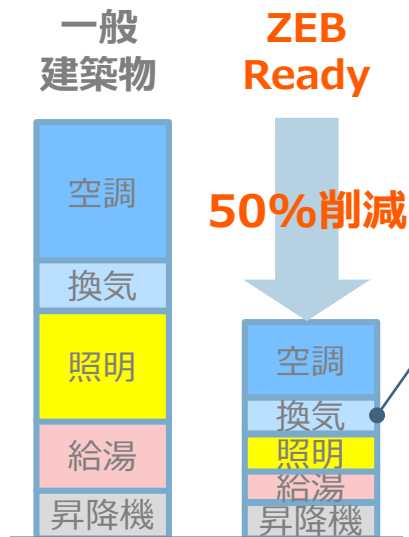 一般
建築物
ZEB
Ready
50%削減
空調
換気
照明
給湯
昇降機
空調
換気
照明
給湯
昇降機